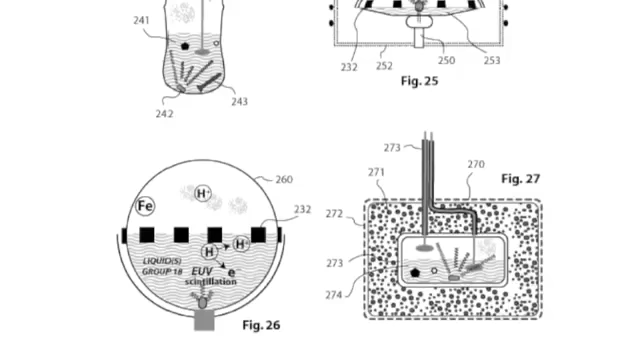 241
242
243
232
252
250
253
Fig. 25
260
Fe
H·
232
H
H·
LIQUID(S)
GROUP 18
EUV
e⁻
scintillation
Fig. 26
273
270
271
Fig. 27
272
273
274